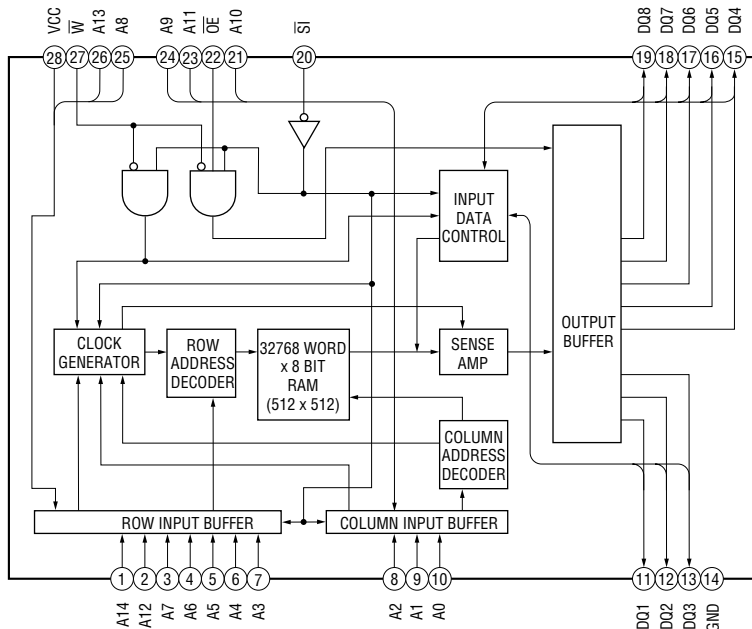 VCC W̅ A13 A8 A9 A11 O̅E̅ A10 S̅I̅ DQ8 DQ7 DQ6 DQ5 DQ4
28 27 26 25 24 23 22 21 20 19 18 17 16 15
INPUT
DATA
CONTROL
CLOCK
GENERATOR
ROW
ADDRESS
DECODER
32768 WORD
x 8 BIT
RAM
(512 x 512)
SENSE
AMP
OUTPUT
BUFFER
COLUMN
ADDRESS
DECODER
ROW INPUT BUFFER
COLUMN INPUT BUFFER
1 2 3 4 5 6 7 8 9 10 11 12 13 14
A14 A12 A7 A6 A5 A4 A3 A2 A1 A0 DQ1 DQ2 DQ3 GND